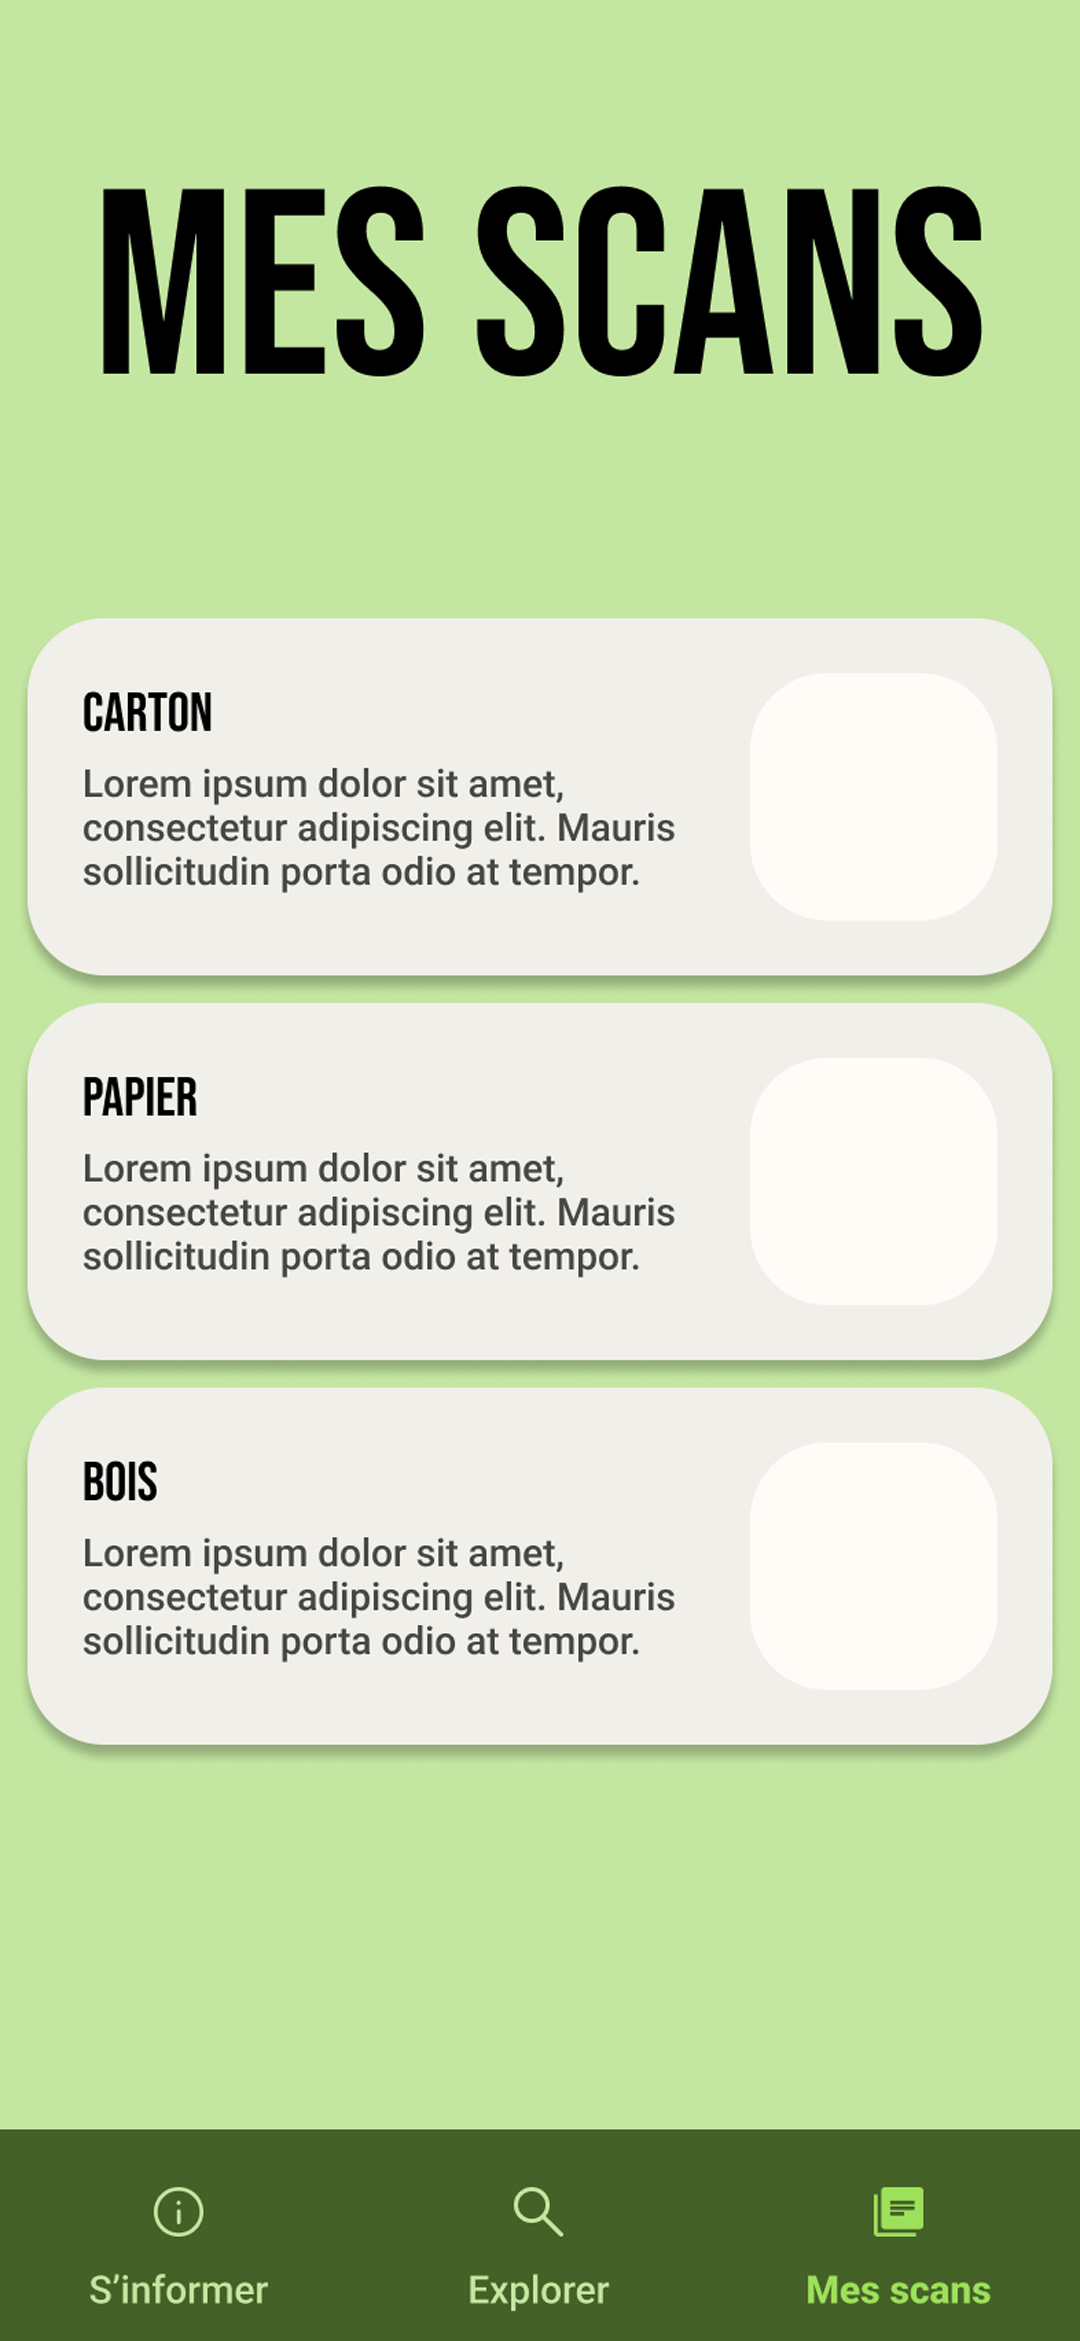 MES SCANS
CARTON
Lorem ipsum dolor sit amet,
consectetur adipiscing elit. Mauris
sollicitudin porta odio at tempor.
PAPIER
Lorem ipsum dolor sit amet,
consectetur adipiscing elit. Mauris
sollicitudin porta odio at tempor.
BOIS
Lorem ipsum dolor sit amet,
consectetur adipiscing elit. Mauris
sollicitudin porta odio at tempor.
S’informer
Explorer
Mes scans